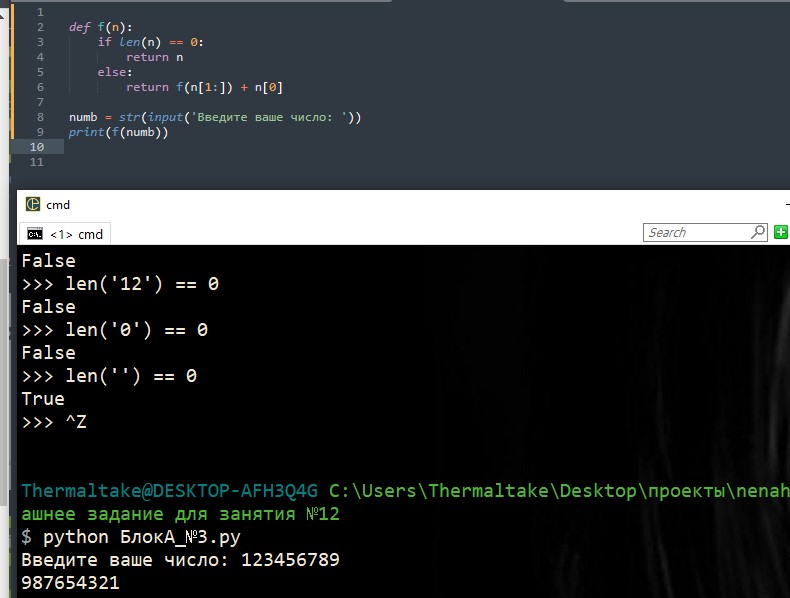 1
2 def f(n):
3 if len(n) == 0:
4 return n
5 else:
6 return f(n[1:]) + n[0]
7
8 numb = str(input('Введите ваше число: '))
9 print(f(numb))
10
11
cmd
<1> cmd
Search
False
>>> len('12') == 0
False
>>> len('0') == 0
False
>>> len('') == 0
True
>>> ^Z
Thermaltake@DESKTOP-AFH3Q4G C:\Users\Thermaltake\Desktop\проекты\nenah
ашнее задание для занятия №12
$ python БлокА_№3.py
Введите ваше число: 123456789
987654321